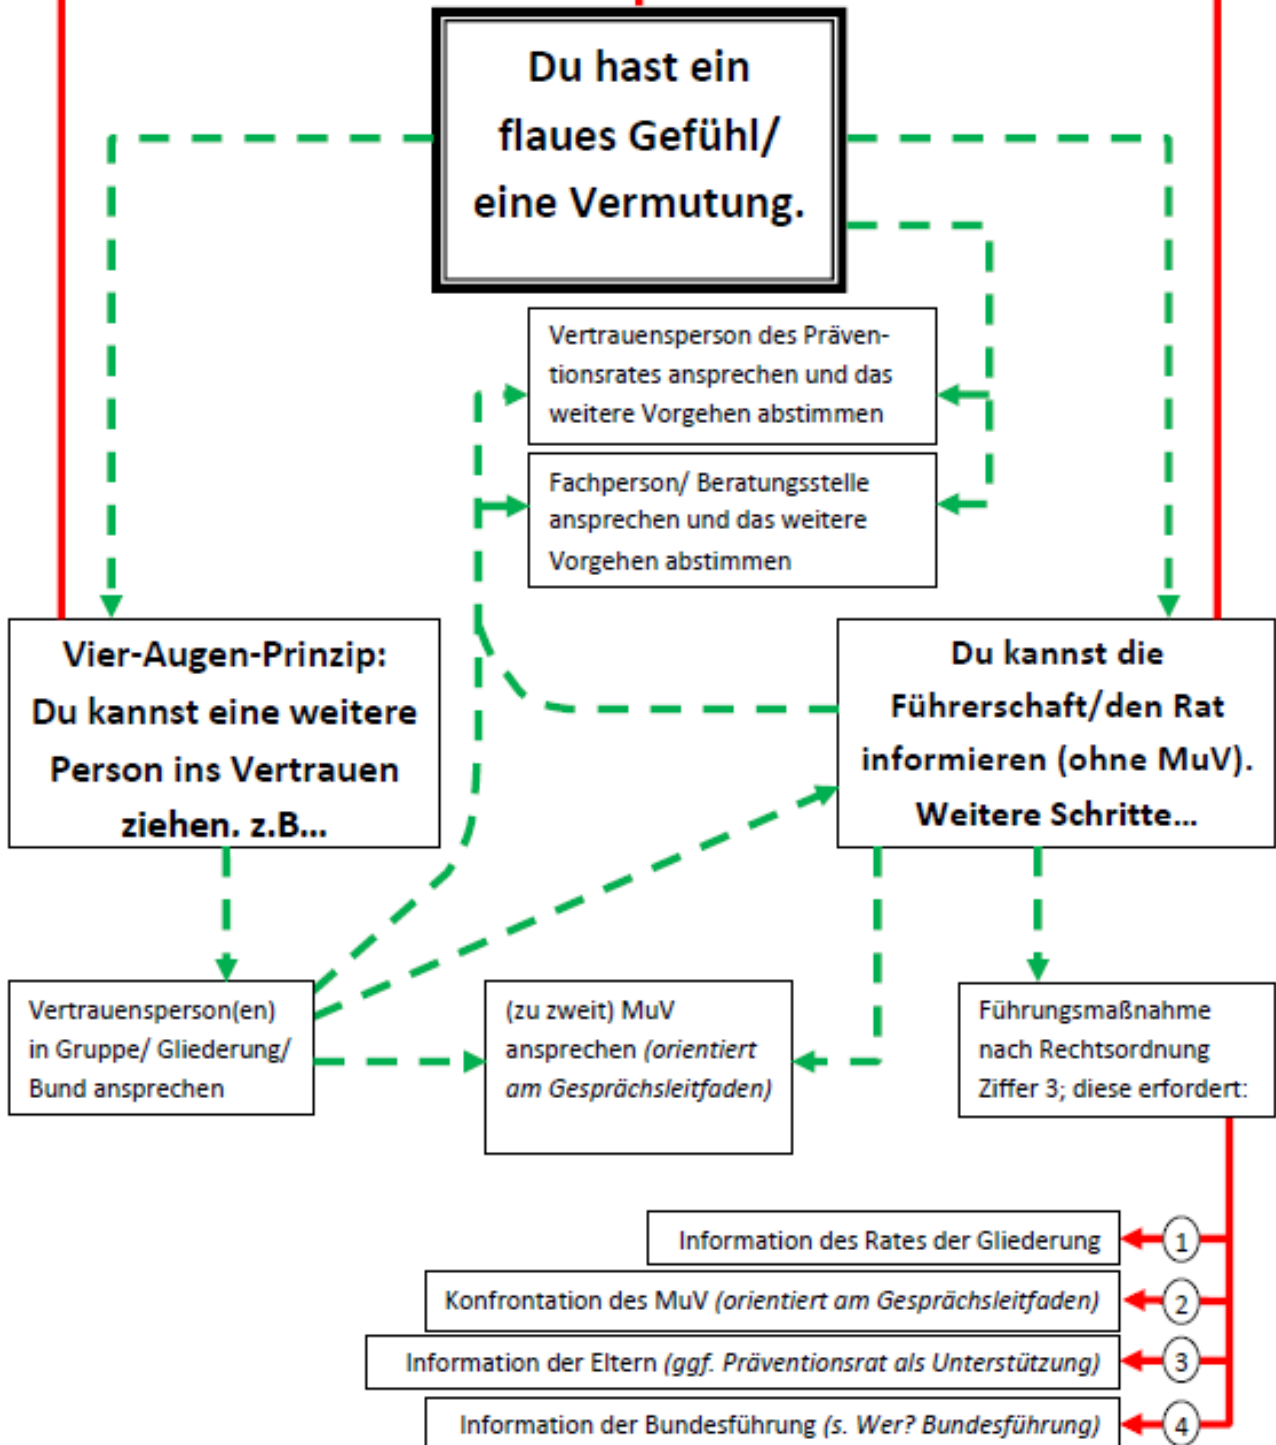 Du hast ein
flaues Gefühl/
eine Vermutung.
Vertrauensperson des Präven-
tionsrates ansprechen und das
weitere Vorgehen abstimmen
Fachperson/ Beratungsstelle
ansprechen und das weitere
Vorgehen abstimmen
Vier-Augen-Prinzip:
Du kannst eine weitere
Person ins Vertrauen
ziehen. z.B...
Du kannst die
Führerschaft/den Rat
informieren (ohne MuV).
Weitere Schritte...
Vertrauensperson(en)
in Gruppe/ Gliederung/
Bund ansprechen
(zu zweit) MuV
ansprechen (orientiert
am Gesprächsleitfaden)
Führungsmaßnahme
nach Rechtsordnung
Ziffer 3; diese erfordert:
Information des Rates der Gliederung 1
Konfrontation des MuV (orientiert am Gesprächsleitfaden) 2
Information der Eltern (ggf. Präventionsrat als Unterstützung) 3
Information der Bundesführung (s. Wer? Bundesführung) 4